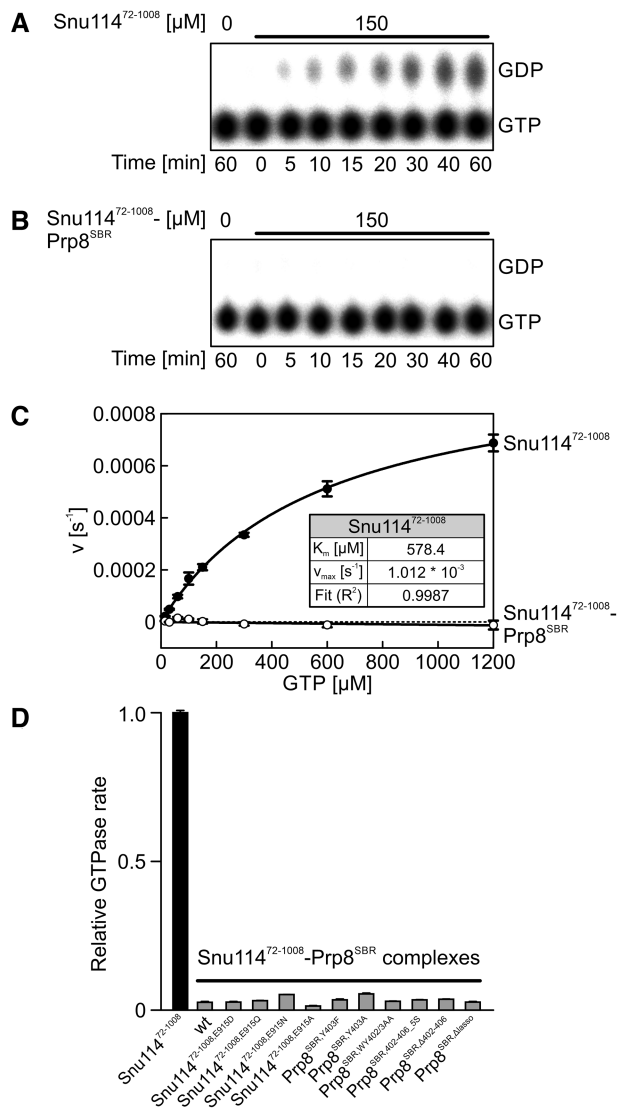 A
Snu114^72-1008 [µM] 0 150
GDP
GTP
Time [min] 60 0 5 10 15 20 30 40 60
B
Snu114^72-1008- [µM] 0 150
Prp8^SBR
GDP
GTP
Time [min] 60 0 5 10 15 20 30 40 60
C
0.0008
0.0006
0.0004
0.0002
0
v [s^-1]
Snu114^72-1008
Snu114^72-1008
K_m [µM] 578.4
v_max [s^-1] 1.012 * 10^-3
Fit (R^2) 0.9987
Snu114^72-1008-
Prp8^SBR
0 200 400 600 800 1000 1200
GTP [µM]
D
1.0
0.5
0
Relative GTPase rate
Snu114^72-1008-Prp8^SBR complexes
Snu114^72-1008
wt
Snu114^72-1008,E915D
Snu114^72-1008,E915Q
Snu114^72-1008,E915N
Snu114^72-1008,E915A
Prp8^SBR,Y403F
Prp8^SBR,Y403A
Prp8^SBR,WY402/3AA
Prp8^SBR,402-406_5S
Prp8^SBR,Δ402-406
Prp8^SBR,Δlasso